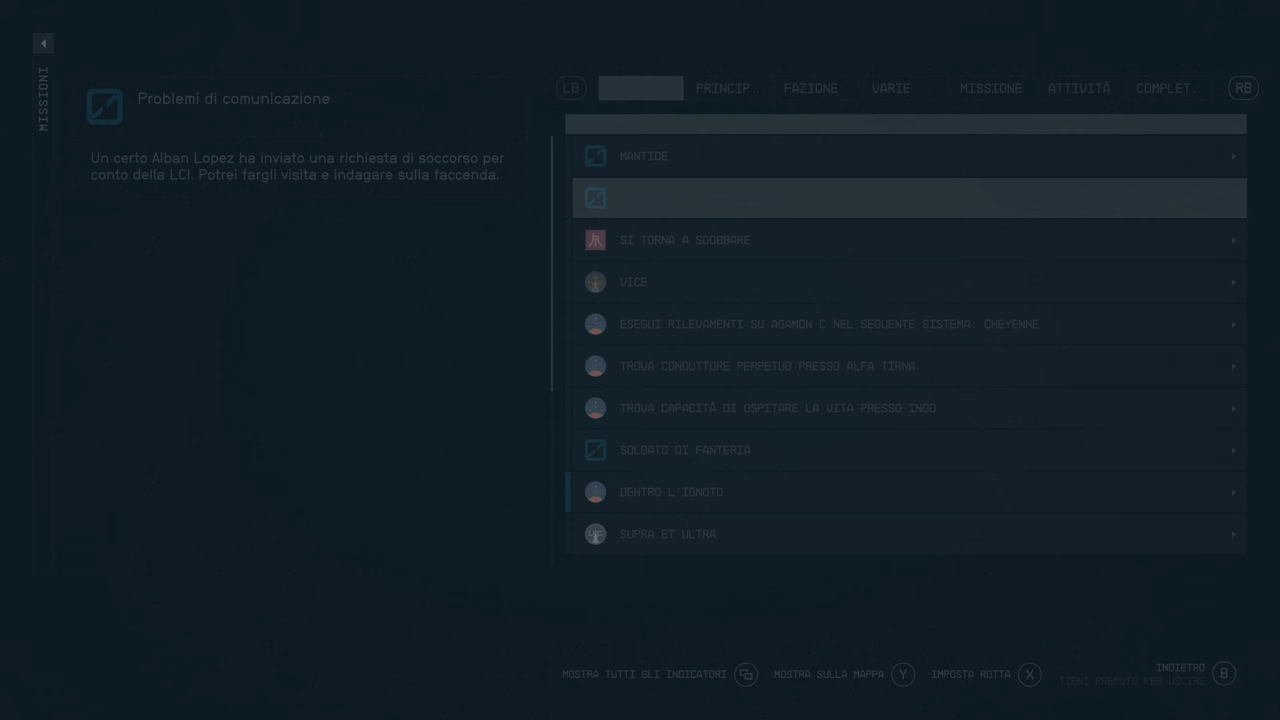 MISSIONI
Problemi di comunicazione
Un certo Alban Lopez ha inviato una richiesta di soccorso per
conto della LCI. Potrei fargli visita e indagare sulla faccenda.
LB
PRINCIP.
FAZIONE
VARIE
MISSIONE
ATTIVITÀ
COMPLET.
RB
MANTIDE
SI TORNA A SGOBBARE
VICE
ESEGUI RILEVAMENTI SU AGAMON C NEL SEGUENTE SISTEMA: CHEYENNE
TROVA CONDUTTORE PERPETUO PRESSO ALFA TIRNA
TROVA CAPACITÀ DI OSPITARE LA VITA PRESSO INDO
SOLDATO DI FANTERIA
DENTRO L'IGNOTO
SUPRA ET ULTRA
MOSTRA TUTTI GLI INDICATORI
MOSTRA SULLA MAPPA Y
IMPOSTA ROTTA X
INDIETRO B
TIENI PREMUTO PER USCIRE